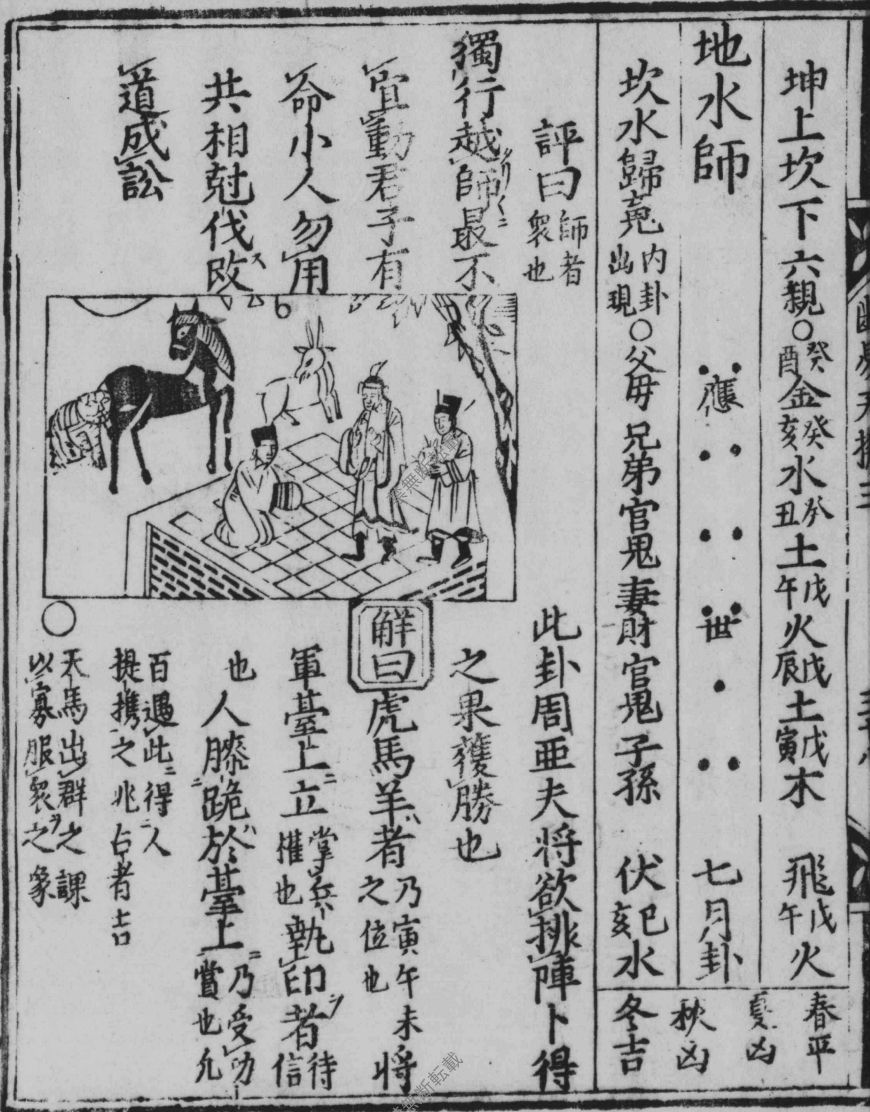 坤上坎下六親○癸酉金癸亥水癸丑土戊午火戊辰土戊寅木　飛戊午火
春平
夏凶
地水師　應　世　七月卦
秋凶
坎水歸䰟内卦出現○父母兄弟官鬼妻財官鬼子孫　伏己亥水
冬吉
評曰師者衆也
獨行越師最不
宜動君子有
命小人勿用
共相尅伐改
道成訟
此卦周亜夫将欲排陣卜得
之果獲勝也
解曰虎馬羊者乃寅午未之位也将
軍臺上立掌兵権也執印者待信
也人膝跪於臺上乃受功賞也凢
百遇此得人
提携之兆占者吉
天馬出群之課
以寡服衆之象